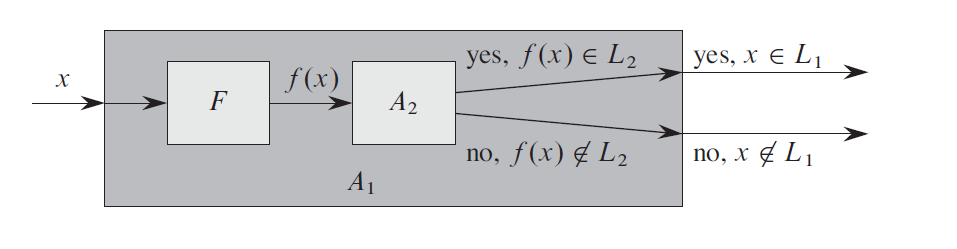 x
F
f(x)
A₂
yes, f(x) ∈ L₂
no, f(x) ∉ L₂
A₁
yes, x ∈ L₁
no, x ∉ L₁